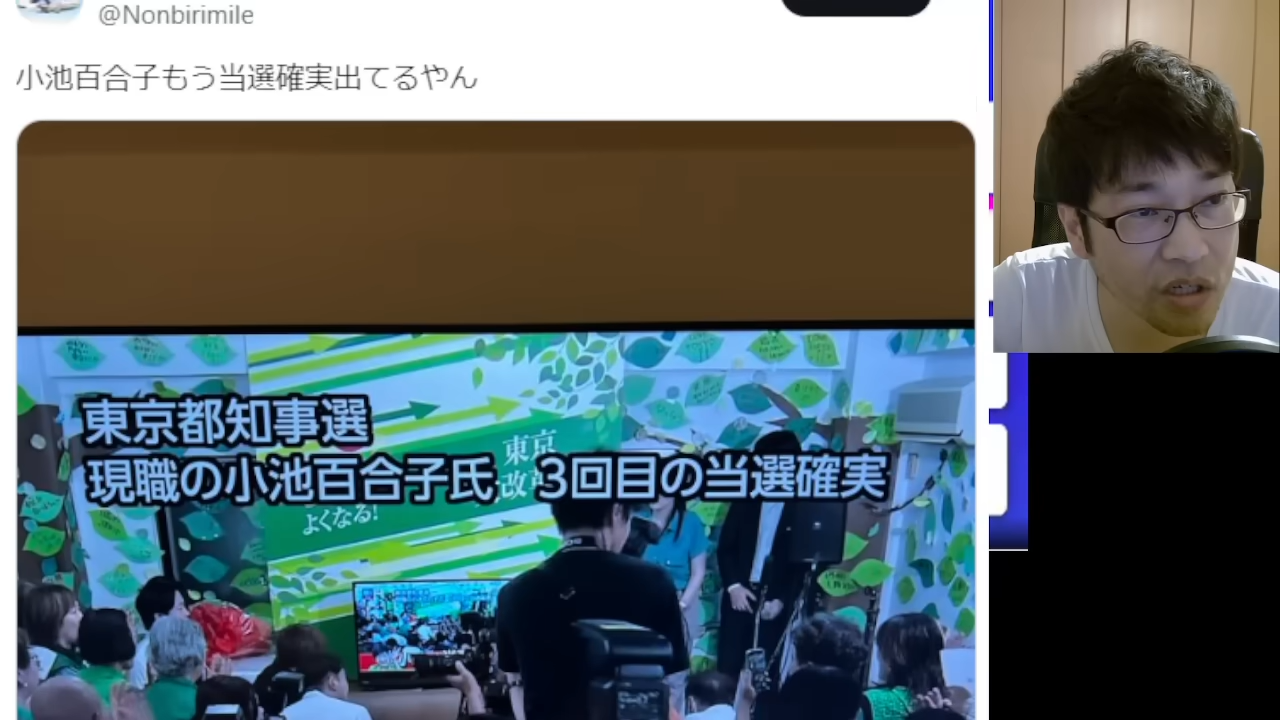 @Nonbirimile
小池百合子もう当選確実出てるやん
東京都知事選
現職の小池百合子氏 3回目の当選確実
東京
よくなる!